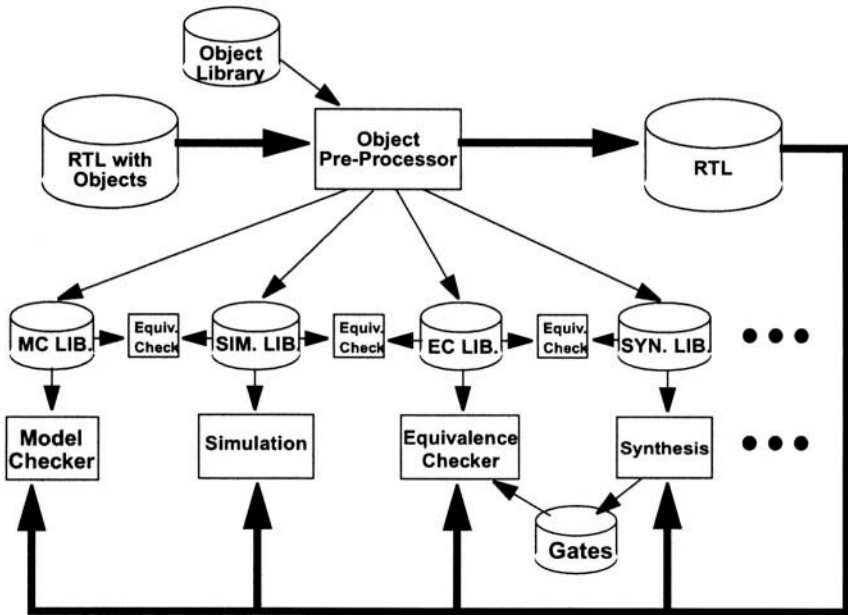 Object
Library
RTL with
Objects
Object
Pre-Processor
RTL
MC LIB.
Equiv.
Check
SIM. LIB.
Equiv.
Check
EC LIB.
Equiv.
Check
SYN. LIB.
Model
Checker
Simulation
Equivalence
Checker
Synthesis
Gates